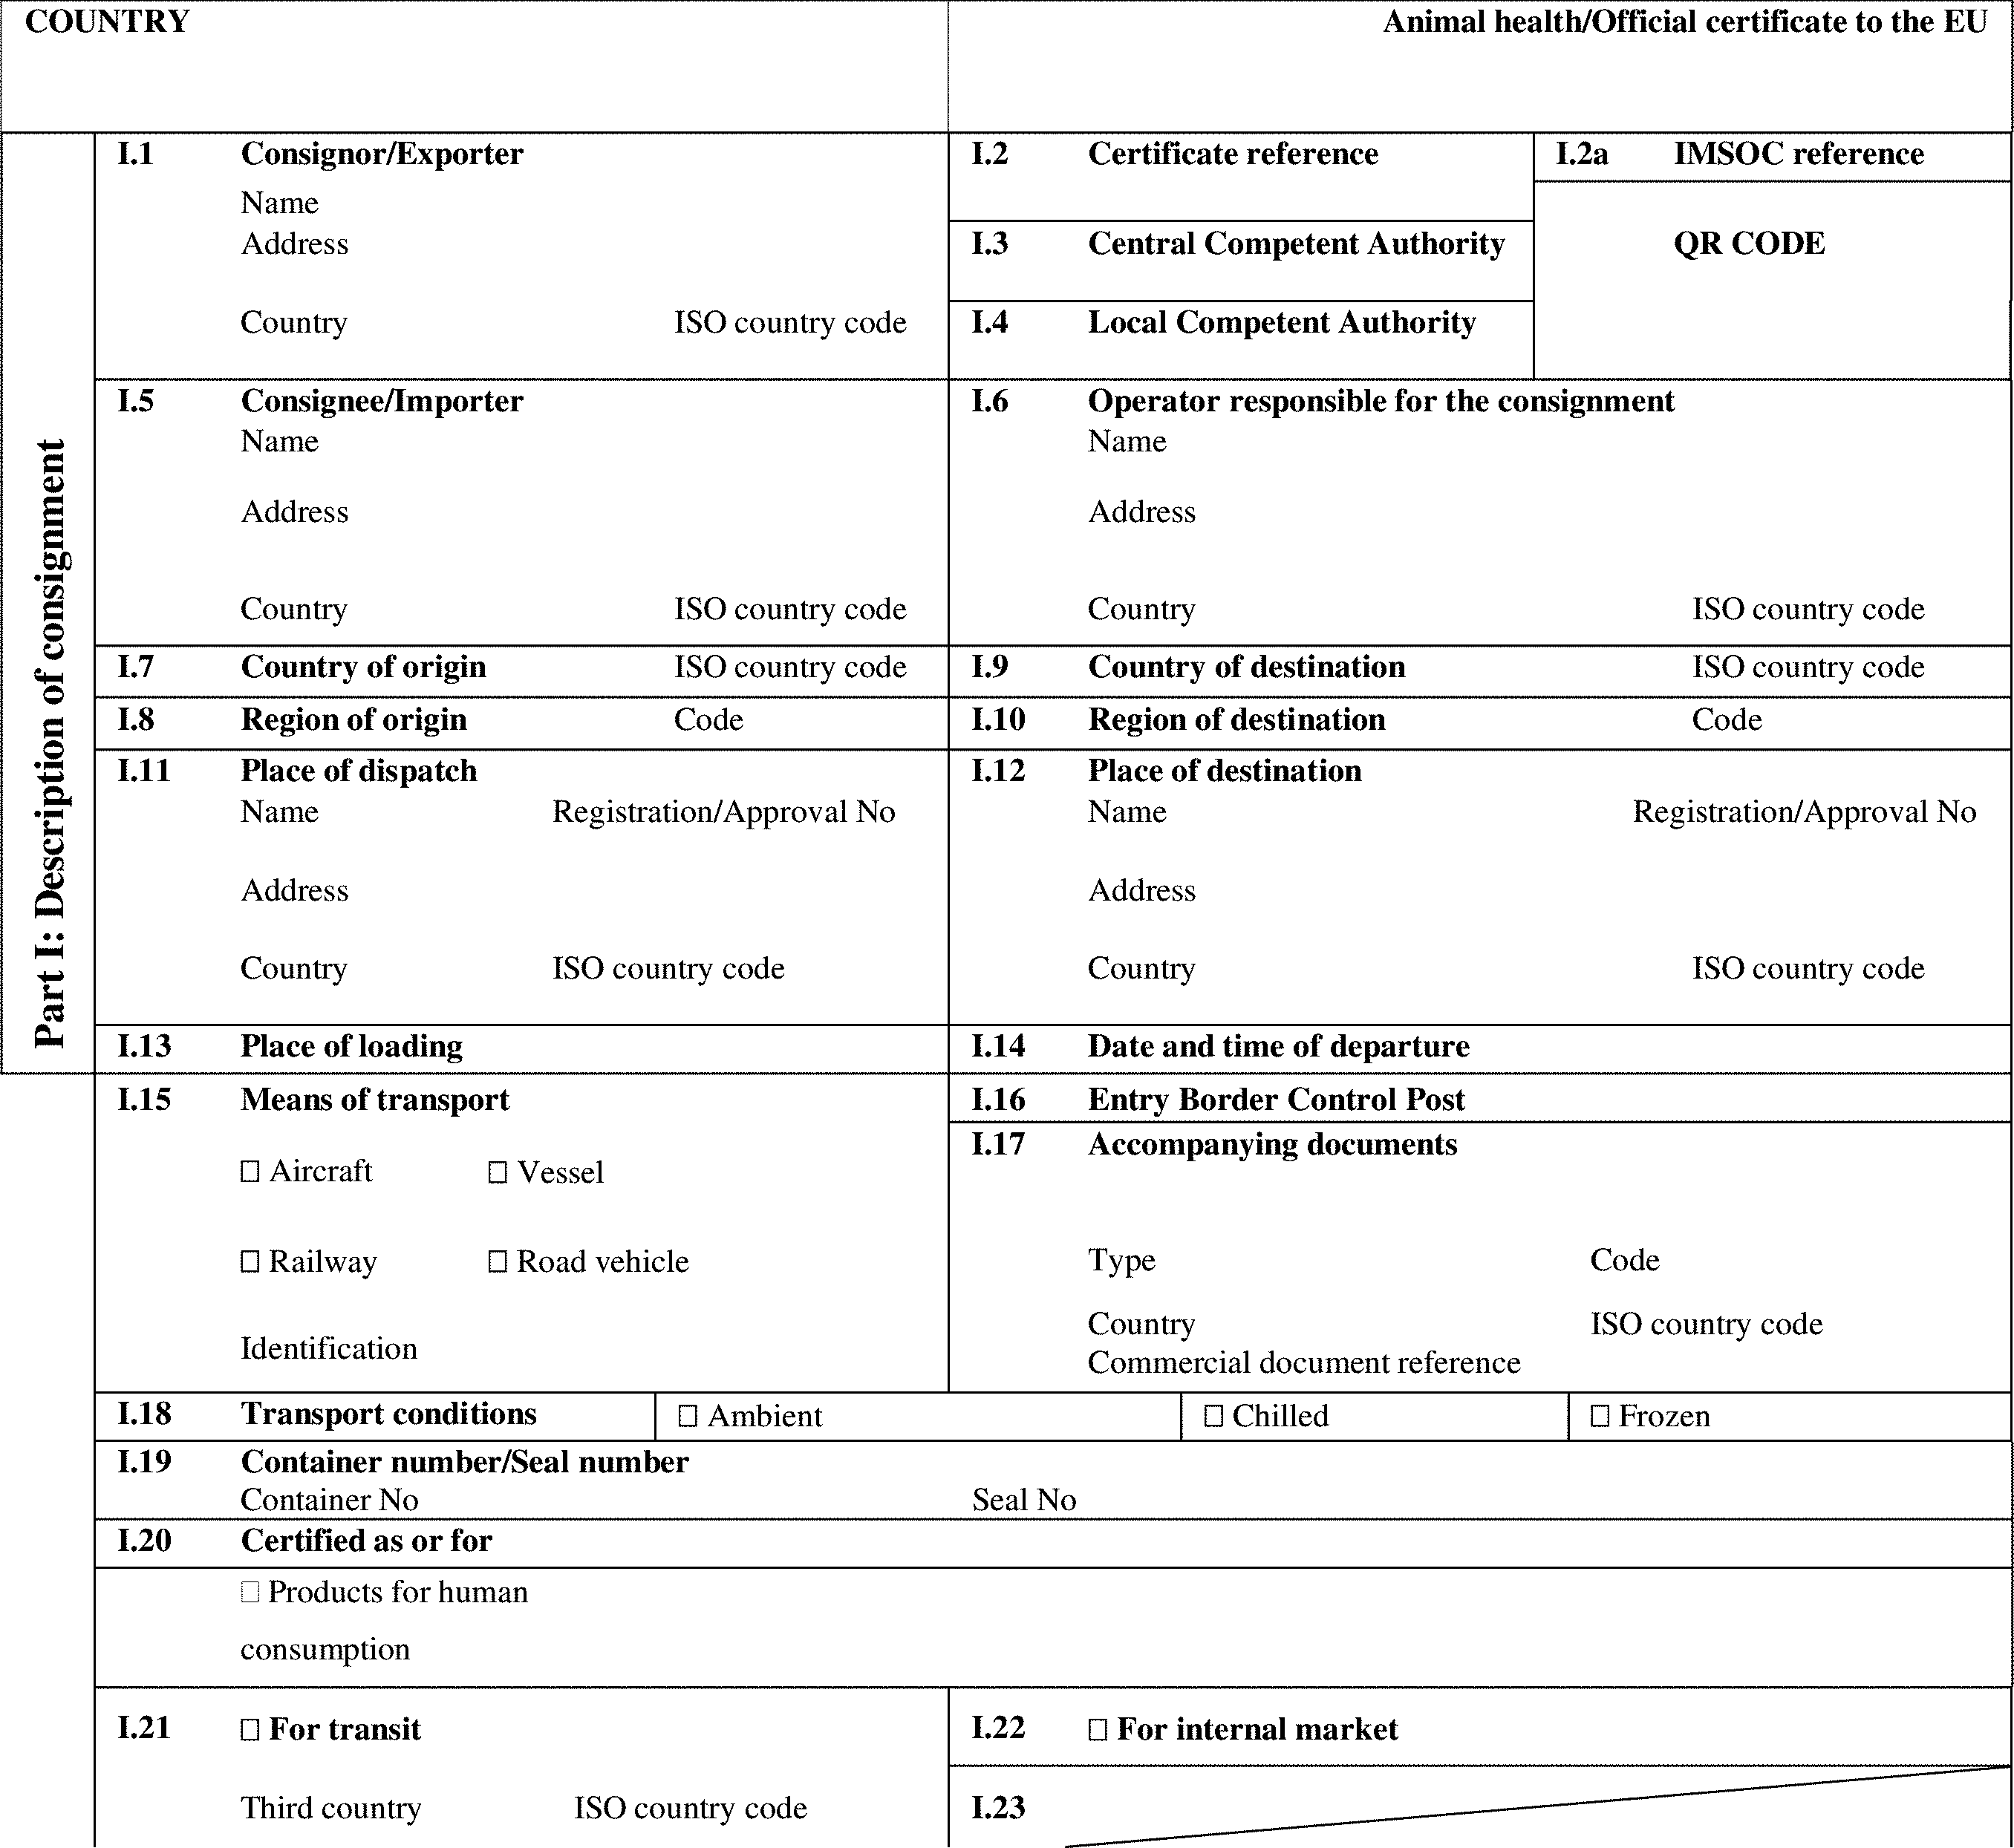 COUNTRY
Animal health/Official certificate to the EU
Part I: Description of consignment
I.1 Consignor/Exporter
Name
Address
Country ISO country code
I.2 Certificate reference
I.2a IMSOC reference
QR CODE
I.3 Central Competent Authority
I.4 Local Competent Authority
I.5 Consignee/Importer
Name
Address
Country ISO country code
I.6 Operator responsible for the consignment
Name
Address
Country ISO country code
I.7 Country of origin ISO country code
I.9 Country of destination ISO country code
I.8 Region of origin Code
I.10 Region of destination Code
I.11 Place of dispatch
Name Registration/Approval No
Address
Country ISO country code
I.12 Place of destination
Name Registration/Approval No
Address
Country ISO country code
I.13 Place of loading
I.14 Date and time of departure
I.15 Means of transport
☐ Aircraft ☐ Vessel
☐ Railway ☐ Road vehicle
Identification
I.16 Entry Border Control Post
I.17 Accompanying documents
Type Code
Country ISO country code
Commercial document reference
I.18 Transport conditions ☐ Ambient ☐ Chilled ☐ Frozen
I.19 Container number/Seal number
Container No Seal No
I.20 Certified as or for
☐ Products for human
consumption
I.21 ☐ For transit
Third country ISO country code
I.22 ☐ For internal market
I.23